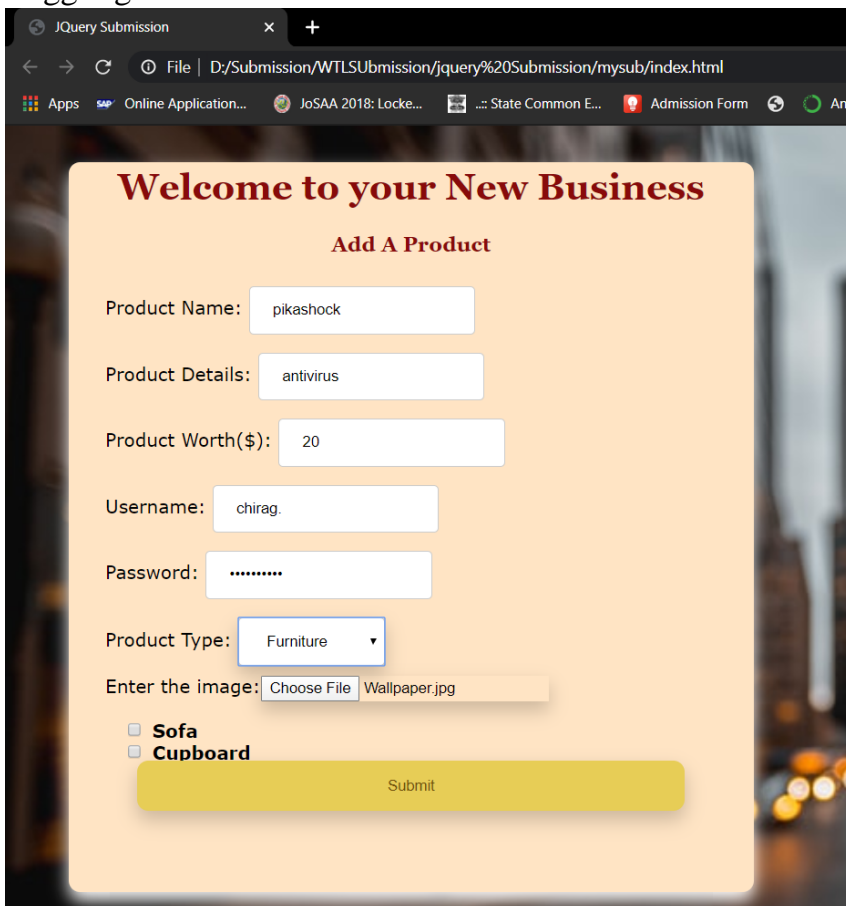 JQuery Submission
File | D:/Submission/WTLSUbmission/jquery%20Submission/mysub/index.html
Apps Online Application... JoSAA 2018: Locke... ..:: State Common E... Admission Form
Welcome to your New Business
Add A Product
Product Name: pikashock
Product Details: antivirus
Product Worth($): 20
Username: chirag.
Password: ••••••••••
Product Type: Furniture
Enter the image: Choose File Wallpaper.jpg
Sofa
Cupboard
Submit